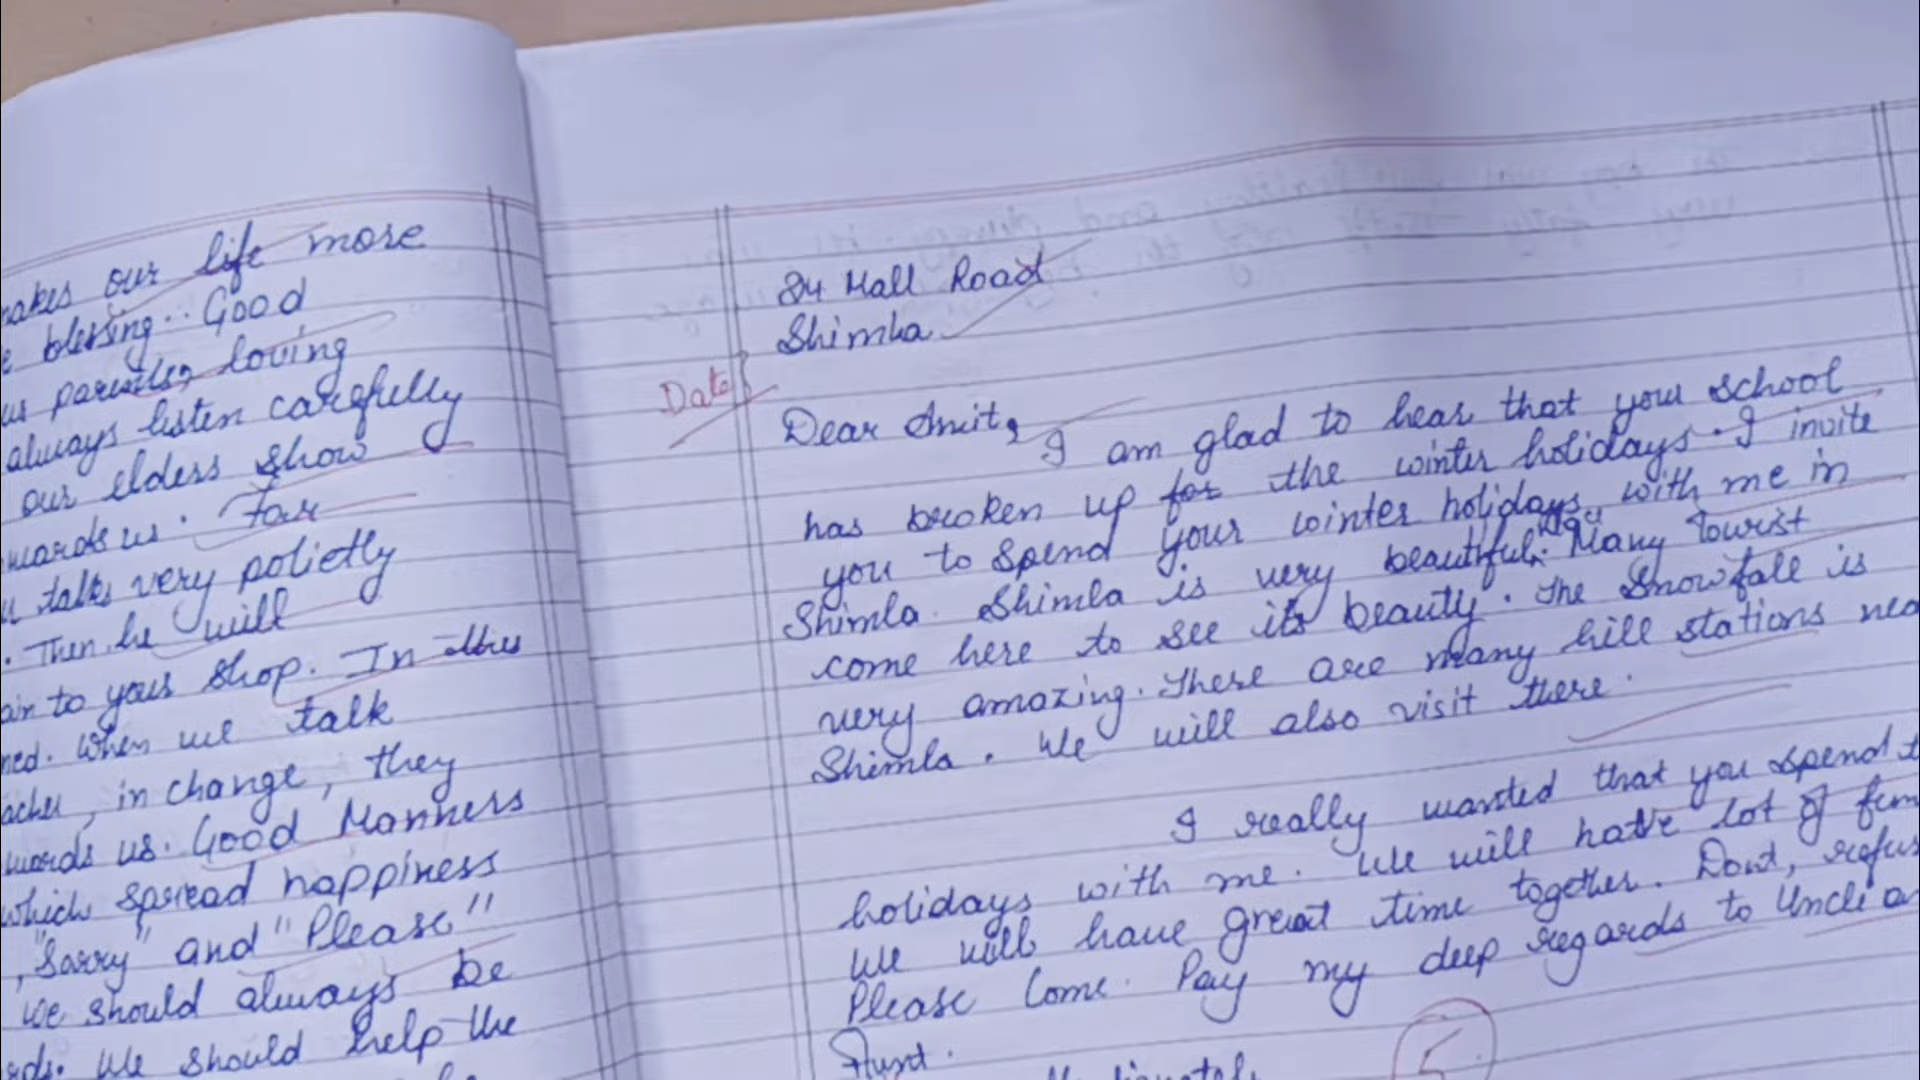 makes our life more
blessing.. Good
us parents, loving
always listen carefully
our elders show
towards us. For
talks very polietly
. Then he will
to your shop. In this
. When we talk
, in change, they
towards us. Good Manners
which spread happiness
, "Sorry" and "Please"
We should always be
. We should help the
84 Mall Road
Shimla
Date
Dear Amit,
I am glad to hear that your school
has broken up for the winter holidays. I invite
you to spend your winter holidays with me in
Shimla. Shimla is very beautiful. Many Tourist
come here to see its beauty. The Snowfall is
very amazing. There are many hill stations
Shimla. We will also visit there.
I really wanted that you spend
holidays with me. We will have lot of fun
We will have great time together. Dont, refus
Please Come. Pay my deep regards to Uncle
Aunt.
5